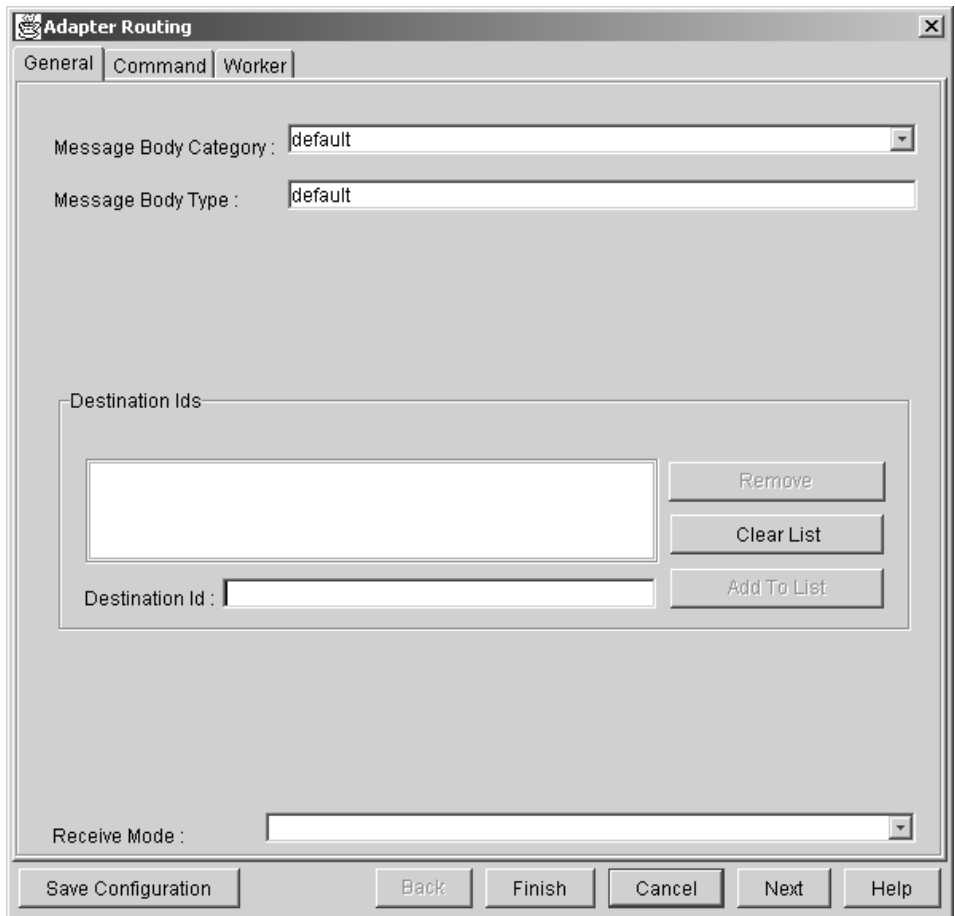 Adapter Routing
General Command Worker
Message Body Category : default
Message Body Type : default
Destination Ids
Remove
Clear List
Destination Id :
Add To List
Receive Mode :
Save Configuration Back Finish Cancel Next Help